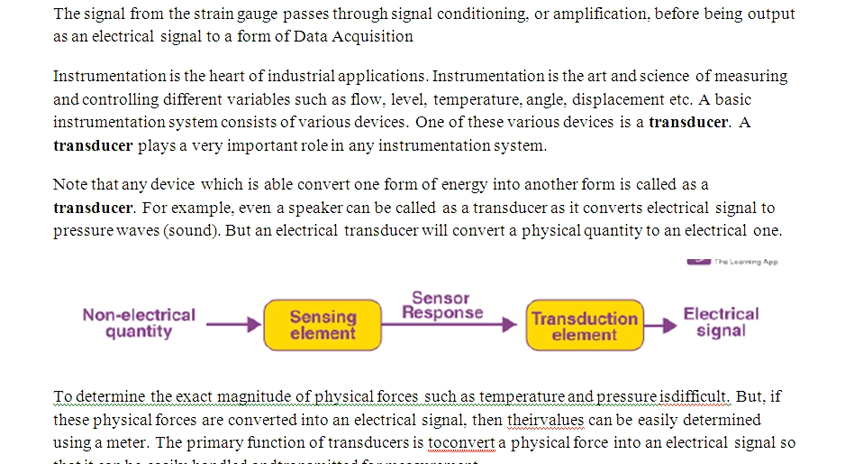 The signal from the strain gauge passes through signal conditioning, or amplification, before being output
as an electrical signal to a form of Data Acquisition
Instrumentation is the heart of industrial applications. Instrumentation is the art and science of measuring
and controlling different variables such as flow, level, temperature, angle, displacement etc. A basic
instrumentation system consists of various devices. One of these various devices is a transducer. A
transducer plays a very important role in any instrumentation system.
Note that any device which is able convert one form of energy into another form is called as a
transducer. For example, even a speaker can be called as a transducer as it converts electrical signal to
pressure waves (sound). But an electrical transducer will convert a physical quantity to an electrical one.
The Learning App
Non-electrical
quantity
Sensing
element
Sensor
Response
Transduction
element
Electrical
signal
To determine the exact magnitude of physical forces such as temperature and pressure isdifficult. But, if
these physical forces are converted into an electrical signal, then theirvalues can be easily determined
using a meter. The primary function of transducers is toconvert a physical force into an electrical signal so